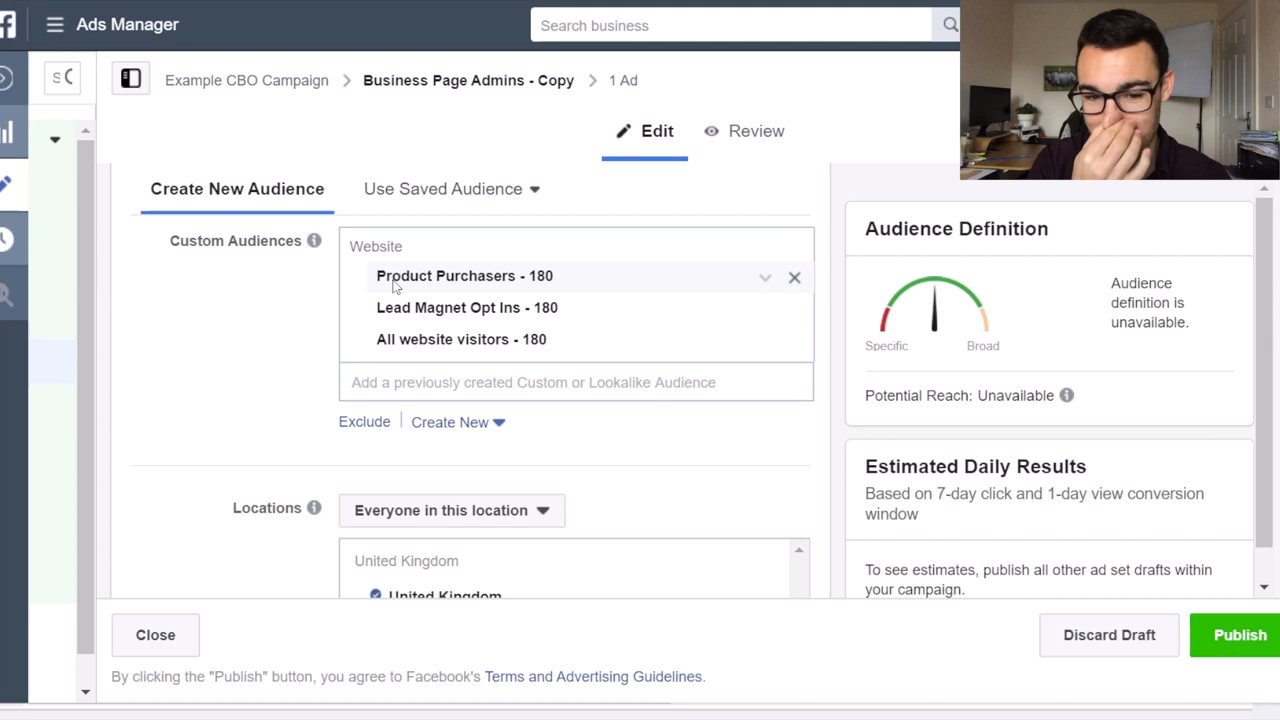 Ads Manager
Search business
S
Example CBO Campaign
Business Page Admins - Copy
1 Ad
Edit
Review
Create New Audience
Use Saved Audience
Custom Audiences
Website
Product Purchasers - 180
Lead Magnet Opt Ins - 180
All website visitors - 180
Add a previously created Custom or Lookalike Audience
Exclude
Create New
Locations
Everyone in this location
United Kingdom
United Kingdom
Audience Definition
Audience
definition is
unavailable.
Specific
Broad
Potential Reach: Unavailable
Estimated Daily Results
Based on 7-day click and 1-day view conversion
window
To see estimates, publish all other ad set drafts within
your campaign.
Close
Discard Draft
Publish
By clicking the "Publish" button, you agree to Facebook's Terms and Advertising Guidelines.